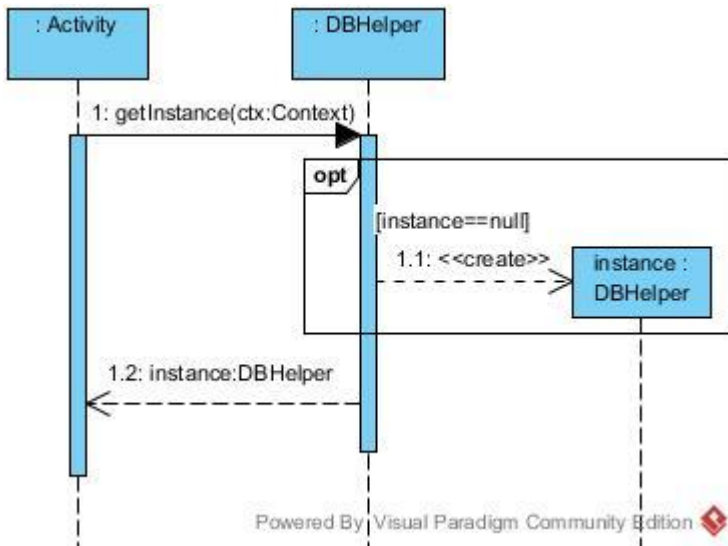 : Activity
: DBHelper
1: getInstance(ctx:Context)
opt
[instance==null]
1.1: <<create>>
instance :
DBHelper
1.2: instance:DBHelper
Powered By Visual Paradigm Community Edition